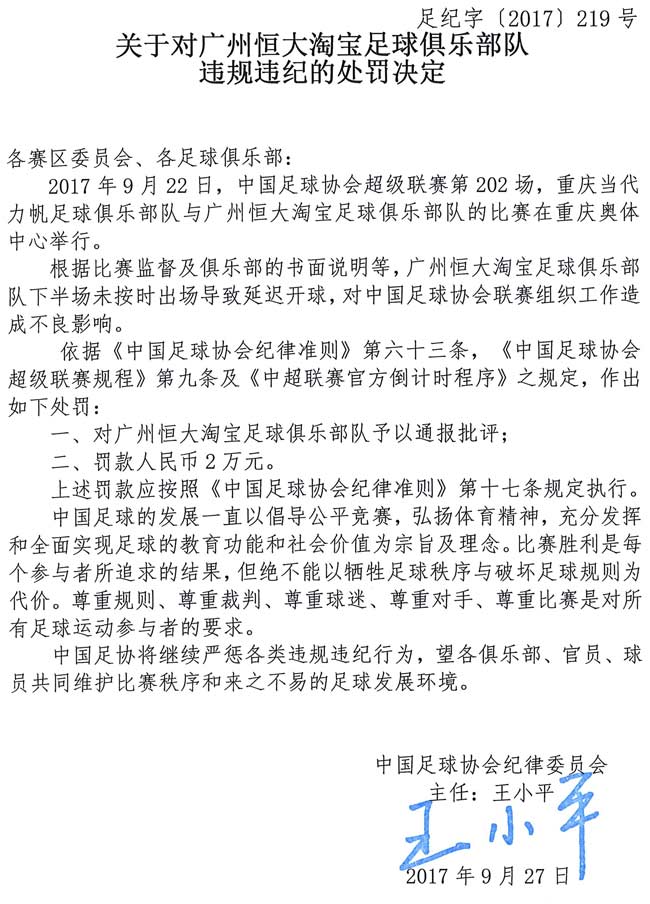 足纪字〔2017〕219 号
关于对广州恒大淘宝足球俱乐部队
违规违纪的处罚决定
各赛区委员会、各足球俱乐部：
2017 年 9 月 22 日，中国足球协会超级联赛第 202 场，重庆当代
力帆足球俱乐部队与广州恒大淘宝足球俱乐部队的比赛在重庆奥体
中心举行。
根据比赛监督及俱乐部的书面说明等，广州恒大淘宝足球俱乐部
队下半场未按时出场导致延迟开球，对中国足球协会联赛组织工作造
成不良影响。
依据《中国足球协会纪律准则》第六十三条，《中国足球协会
超级联赛规程》第九条及《中超联赛官方倒计时程序》之规定，作出
如下处罚：
一、对广州恒大淘宝足球俱乐部队予以通报批评；
二、罚款人民币 2 万元。
上述罚款应按照《中国足球协会纪律准则》第十七条规定执行。
中国足球的发展一直以倡导公平竞赛，弘扬体育精神，充分发挥
和全面实现足球的教育功能和社会价值为宗旨及理念。比赛胜利是每
个参与者所追求的结果，但绝不能以牺牲足球秩序与破坏足球规则为
代价。尊重规则、尊重裁判、尊重球迷、尊重对手、尊重比赛是对所
有足球运动参与者的要求。
中国足协将继续严惩各类违规违纪行为，望各俱乐部、官员、球
员共同维护比赛秩序和来之不易的足球发展环境。
中国足球协会纪律委员会
主任：王小平
王小平
2017 年 9 月 27 日